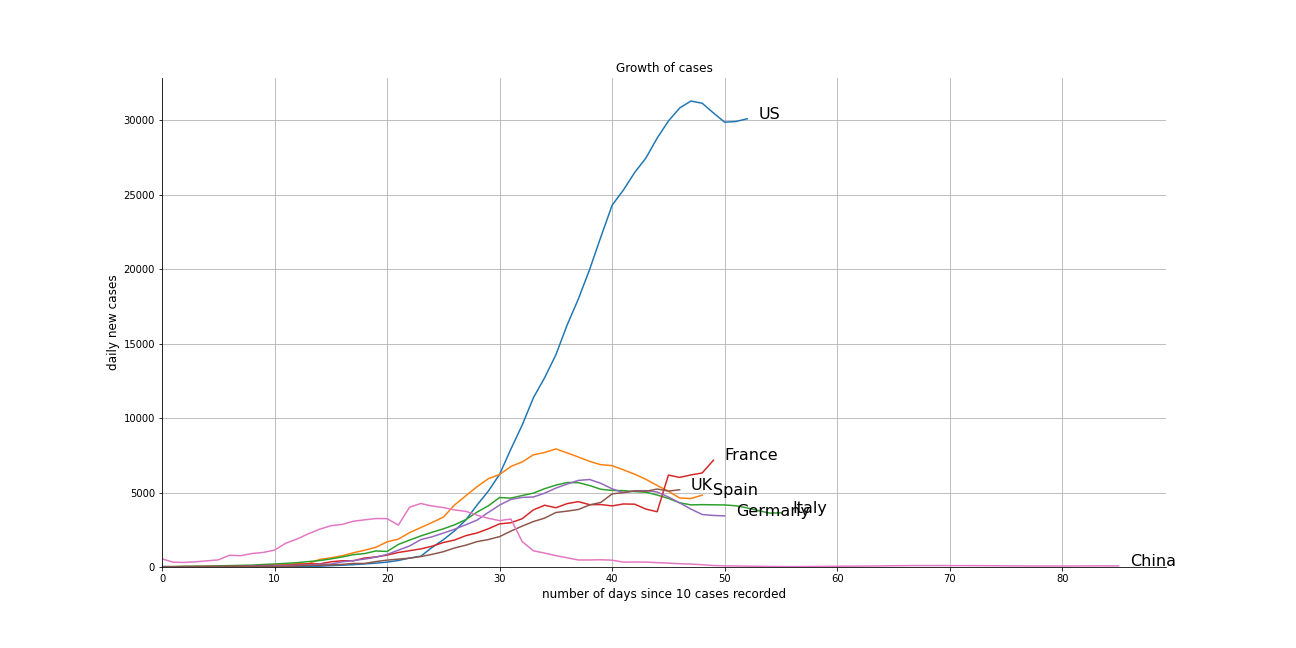 Growth of cases
daily new cases
30000
25000
20000
15000
10000
5000
0
US
France
UK
Spain
Germany
Italy
China
0 10 20 30 40 50 60 70 80
number of days since 10 cases recorded